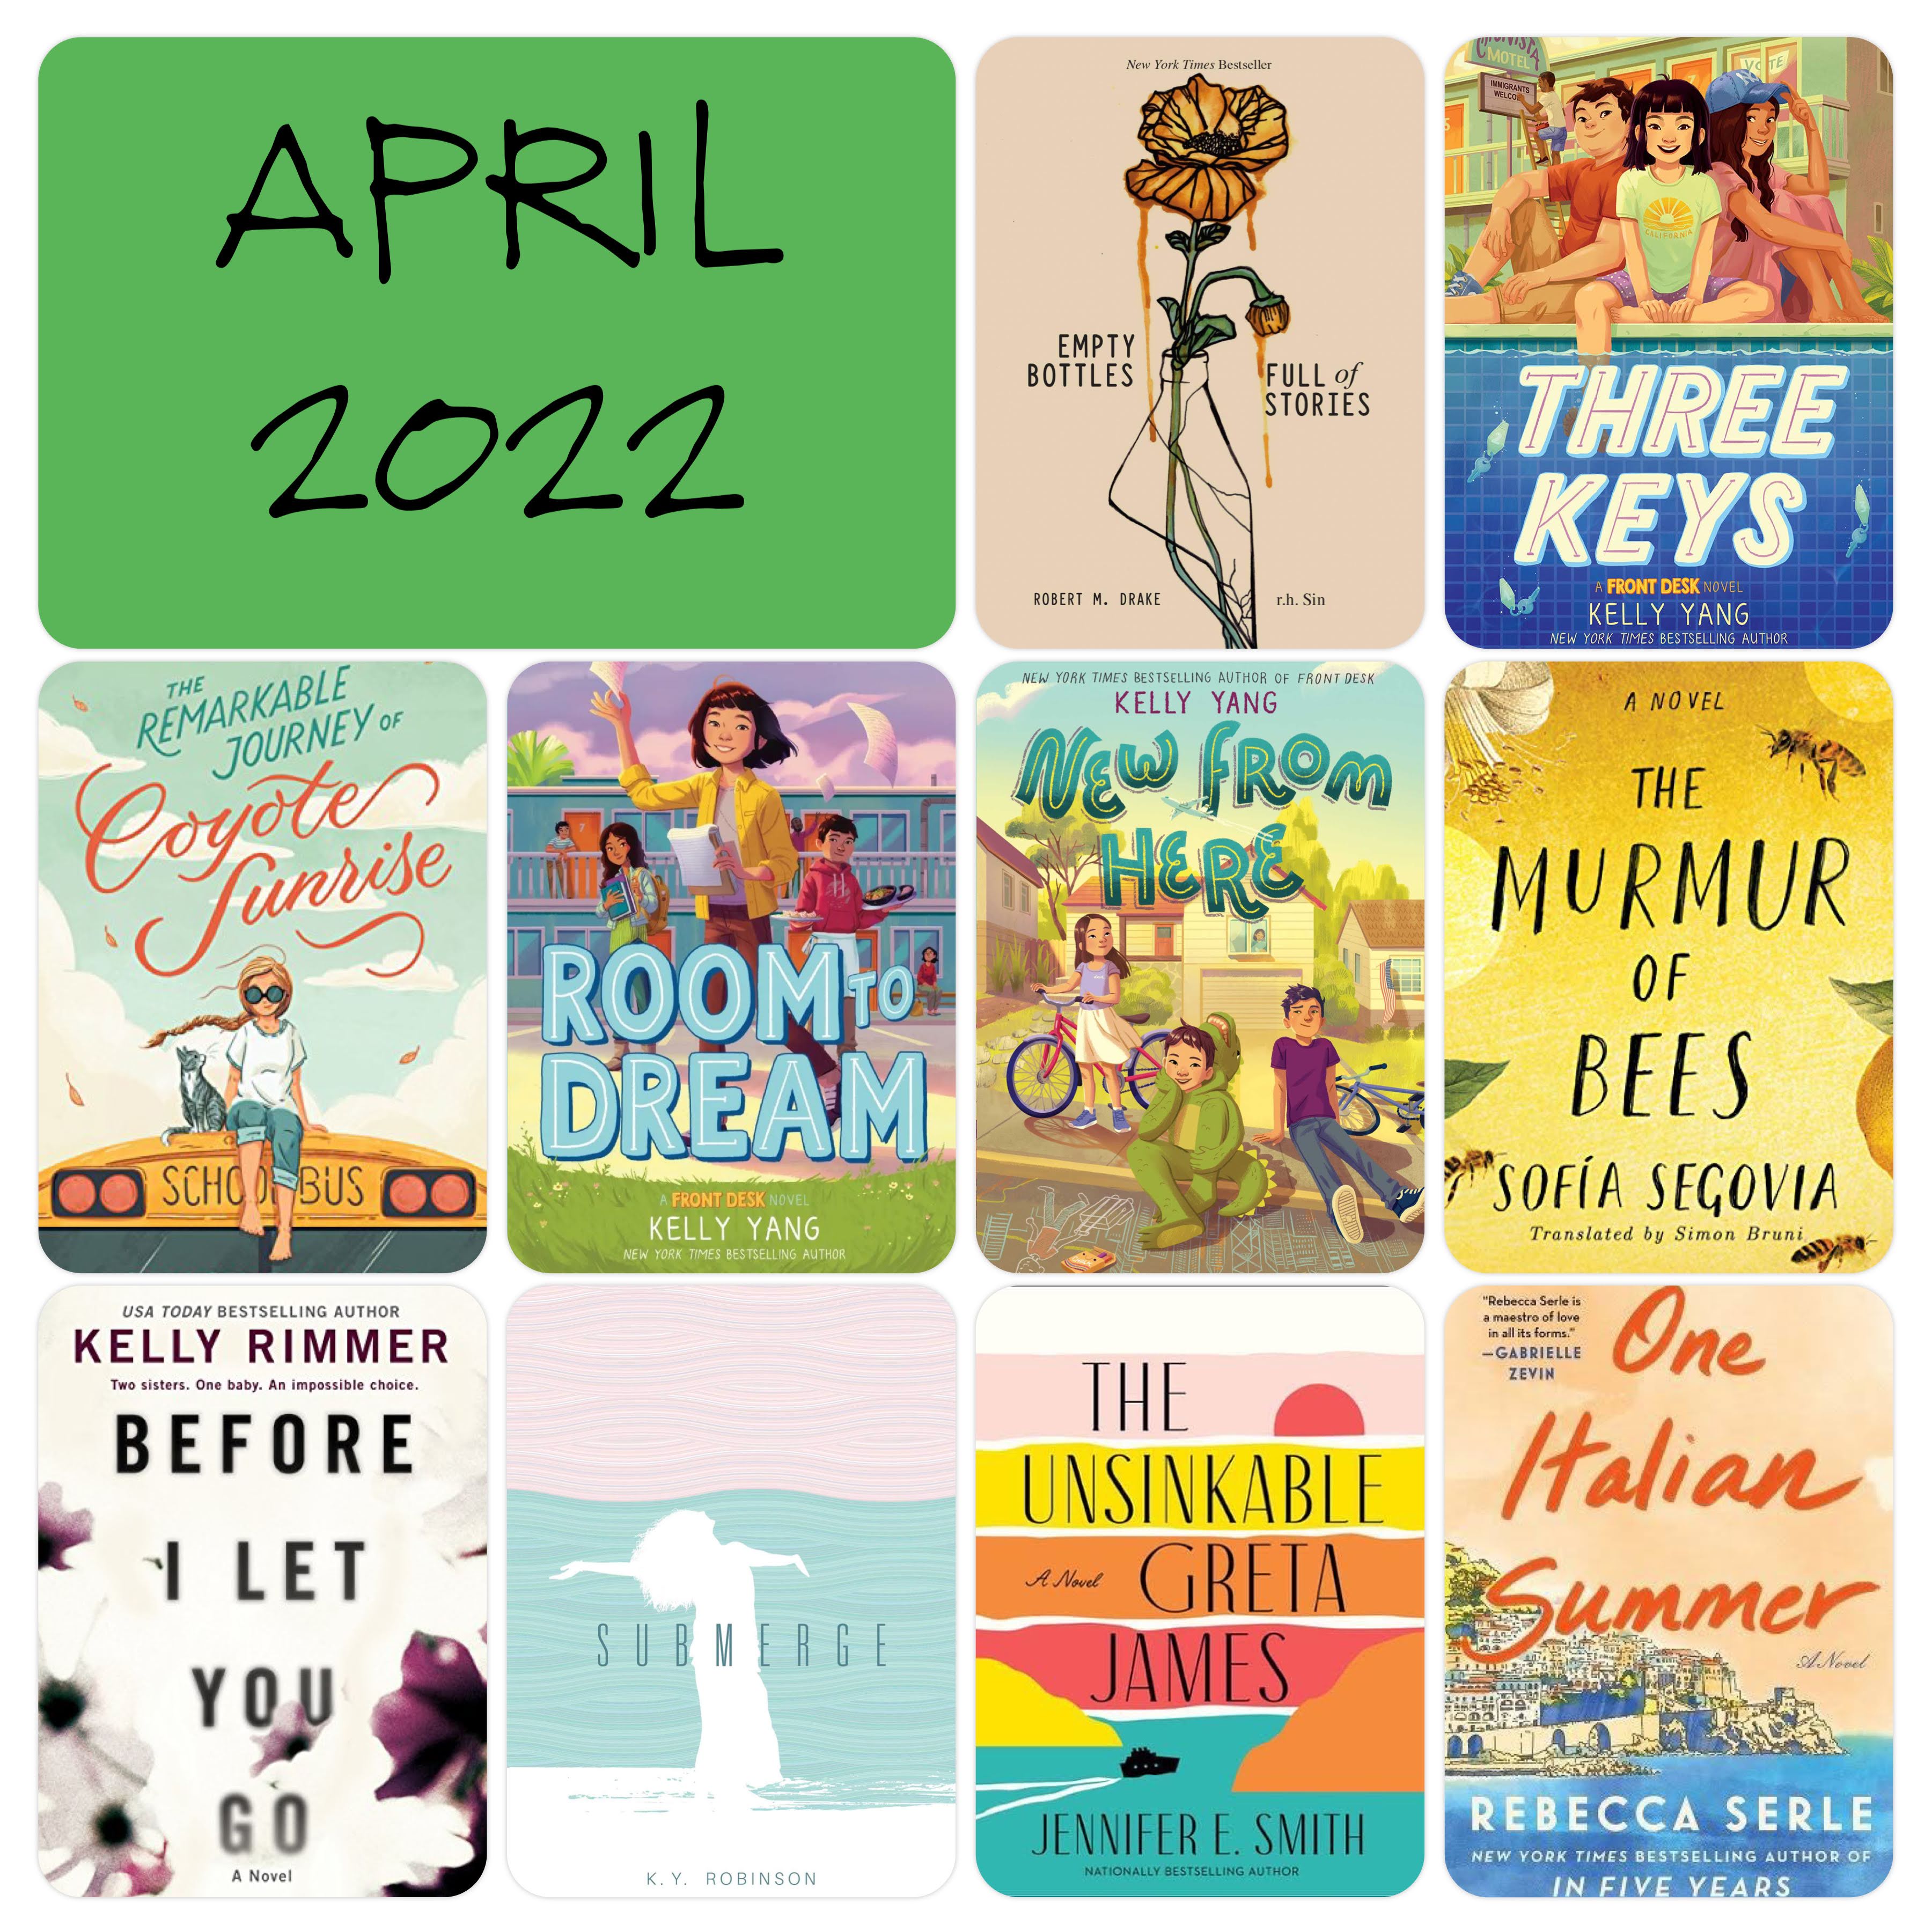 APRIL
2022
New York Times Bestseller
EMPTY
BOTTLES
FULL of
STORIES
ROBERT M. DRAKE
r.h. Sin
MOTEL
IMMIGRANTS
VOTE
CALIFORNIA
THREE
KEYS
A FRONT DESK NOVEL
KELLY YANG
NEW YORK TIMES BESTSELLING AUTHOR
THE
REMARKABLE
JOURNEY OF
Coyote
Sunrise
SCHOOL BUS
ROOM TO
DREAM
A FRONT DESK NOVEL
KELLY YANG
NEW YORK TIMES BESTSELLING AUTHOR
NEW YORK TIMES BESTSELLING AUTHOR OF FRONT DESK
KELLY YANG
NEW FROM
HERE
A NOVEL
THE
MURMUR
OF
BEES
SOFÍA SEGOVIA
Translated by Simon Bruni
USA TODAY BESTSELLING AUTHOR
KELLY RIMMER
Two sisters. One baby. An impossible choice.
BEFORE
I LET
YOU
GO
A Novel
SUBMERGE
K.Y. ROBINSON
THE
UNSINKABLE
A Novel GRETA
JAMES
JENNIFER E. SMITH
NATIONALLY BESTSELLING AUTHOR
"Rebecca Serle is
a maestro of love
in all its forms."
—GABRIELLE
ZEVIN
One
Italian
Summer
A Novel
REBECCA SERLE
NEW YORK TIMES BESTSELLING AUTHOR OF
IN FIVE YEARS